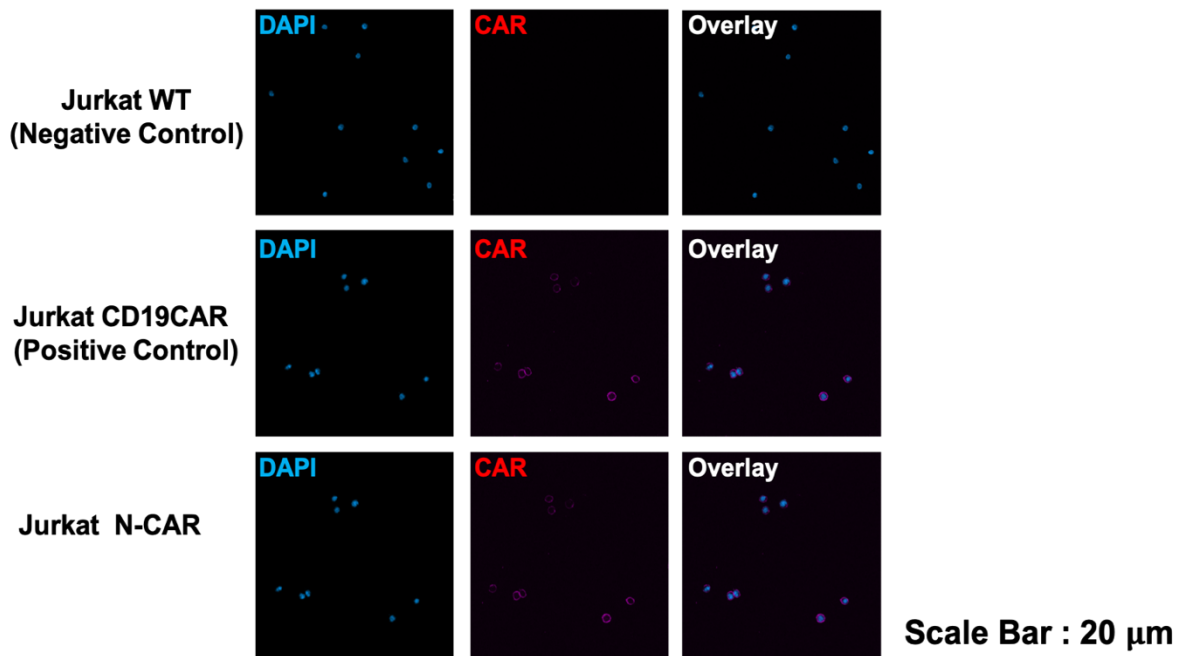 DAPI CAR Overlay
Jurkat WT
(Negative Control)
DAPI CAR Overlay
Jurkat CD19CAR
(Positive Control)
DAPI CAR Overlay
Jurkat N-CAR
Scale Bar : 20 μm